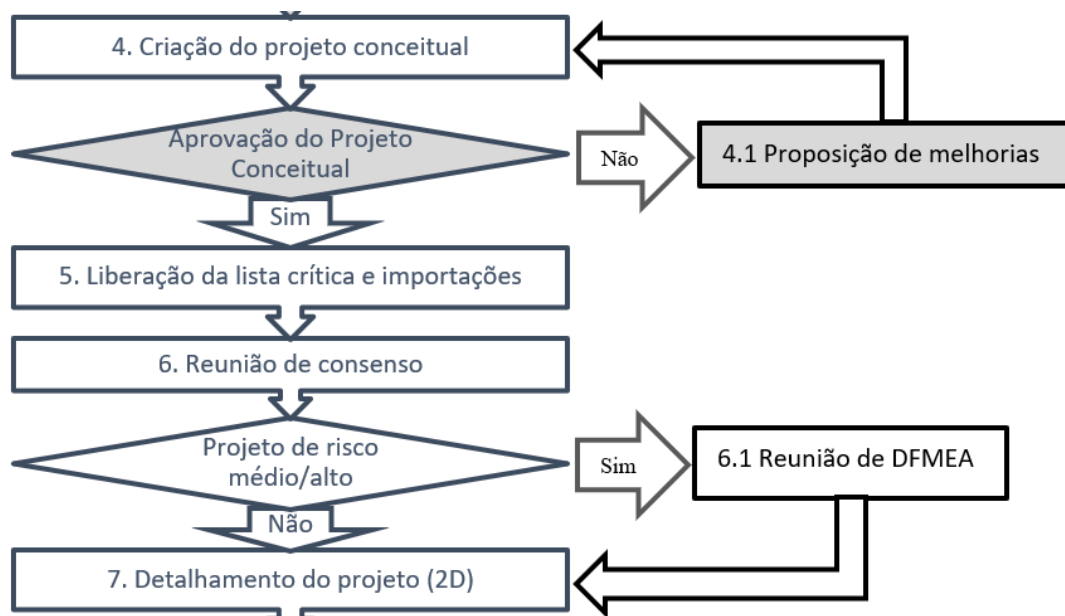 4. Criação do projeto conceitual
Aprovação do Projeto
Conceitual
Não
4.1 Proposição de melhorias
Sim
5. Liberação da lista crítica e importações
6. Reunião de consenso
Projeto de risco
médio/alto
Sim
6.1 Reunião de DFMEA
Não
7. Detalhamento do projeto (2D)